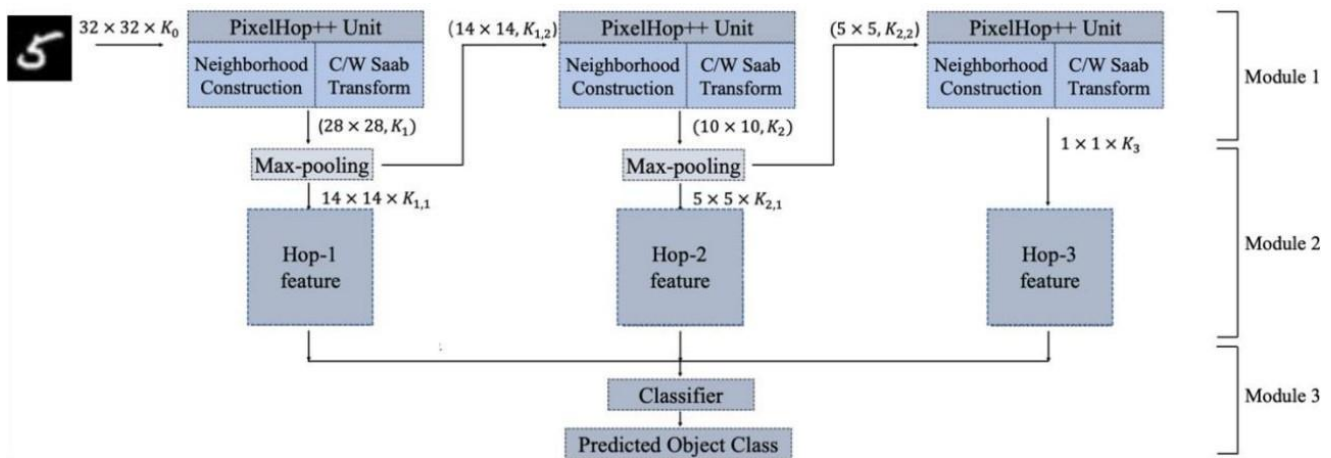 5
32 × 32 × K₀
PixelHop++ Unit
Neighborhood
Construction
C/W Saab
Transform
(28 × 28, K₁)
Max-pooling
14 × 14 × K₁,₁
Hop-1
feature
(14 × 14, K₁,₂)
PixelHop++ Unit
Neighborhood
Construction
C/W Saab
Transform
(10 × 10, K₂)
Max-pooling
5 × 5 × K₂,₁
Hop-2
feature
(5 × 5, K₂,₂)
PixelHop++ Unit
Neighborhood
Construction
C/W Saab
Transform
1 × 1 × K₃
Hop-3
feature
Classifier
Predicted Object Class
Module 1
Module 2
Module 3